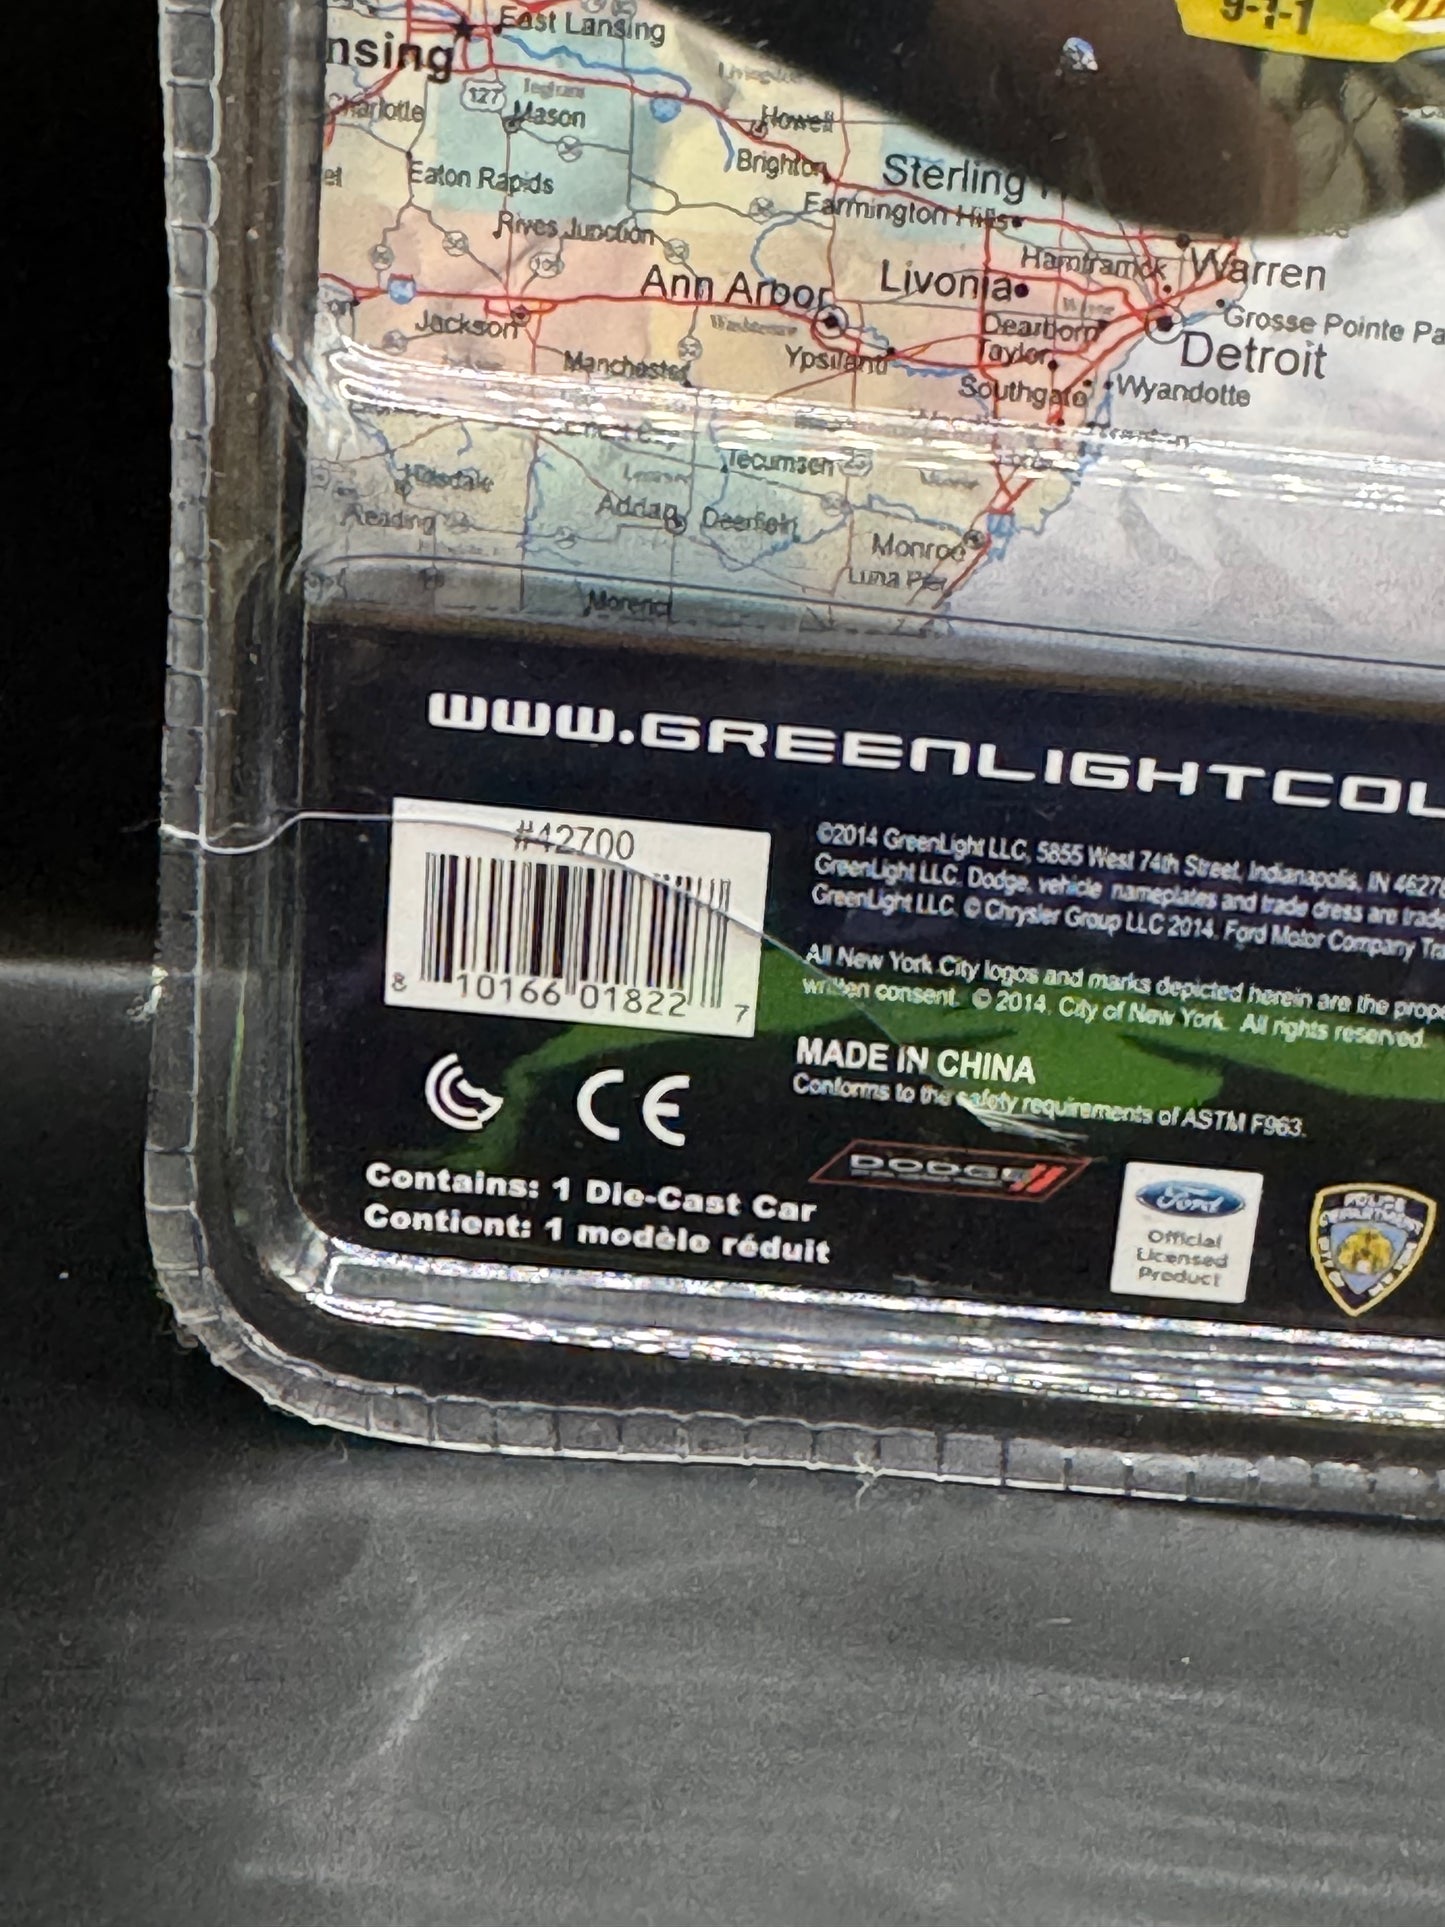 9-1-1
East Lansing
nsing
127
Charlotte
Mason
Howell
Brighton
Eaton Rapids
Sterling
Farmington Hills
Rives Junction
Hamtramck
Warren
Ann Arbor
Livonia
Grosse Pointe Pa
Jackson
Dearborn
Detroit
Manchester
Ypsilanti
Taylor
Southgate
Wyandotte
Tecumseh
Reading
Deerfield
Monroe
Luna Pier
Morenci
WWW.GREENLIGHTCOL
#42700
8 10166 01822 7
©2014 GreenLight LLC, 5855 West 74th Street, Indianapolis, IN 4627
GreenLight LLC. Dodge, vehicle nameplates and trade dress are trade
GreenLight LLC. © Chrysler Group LLC 2014. Ford Motor Company Tra
All New York City logos and marks depicted herein are the prope
written consent. © 2014. City of New York. All rights reserved.
MADE IN CHINA
Conforms to the safety requirements of ASTM F963.
CE
DODGE
Ford
Official
Licensed
Product
POLICE
DEPARTMENT
Contains: 1 Die-Cast Car
Contient: 1 modèle réduit